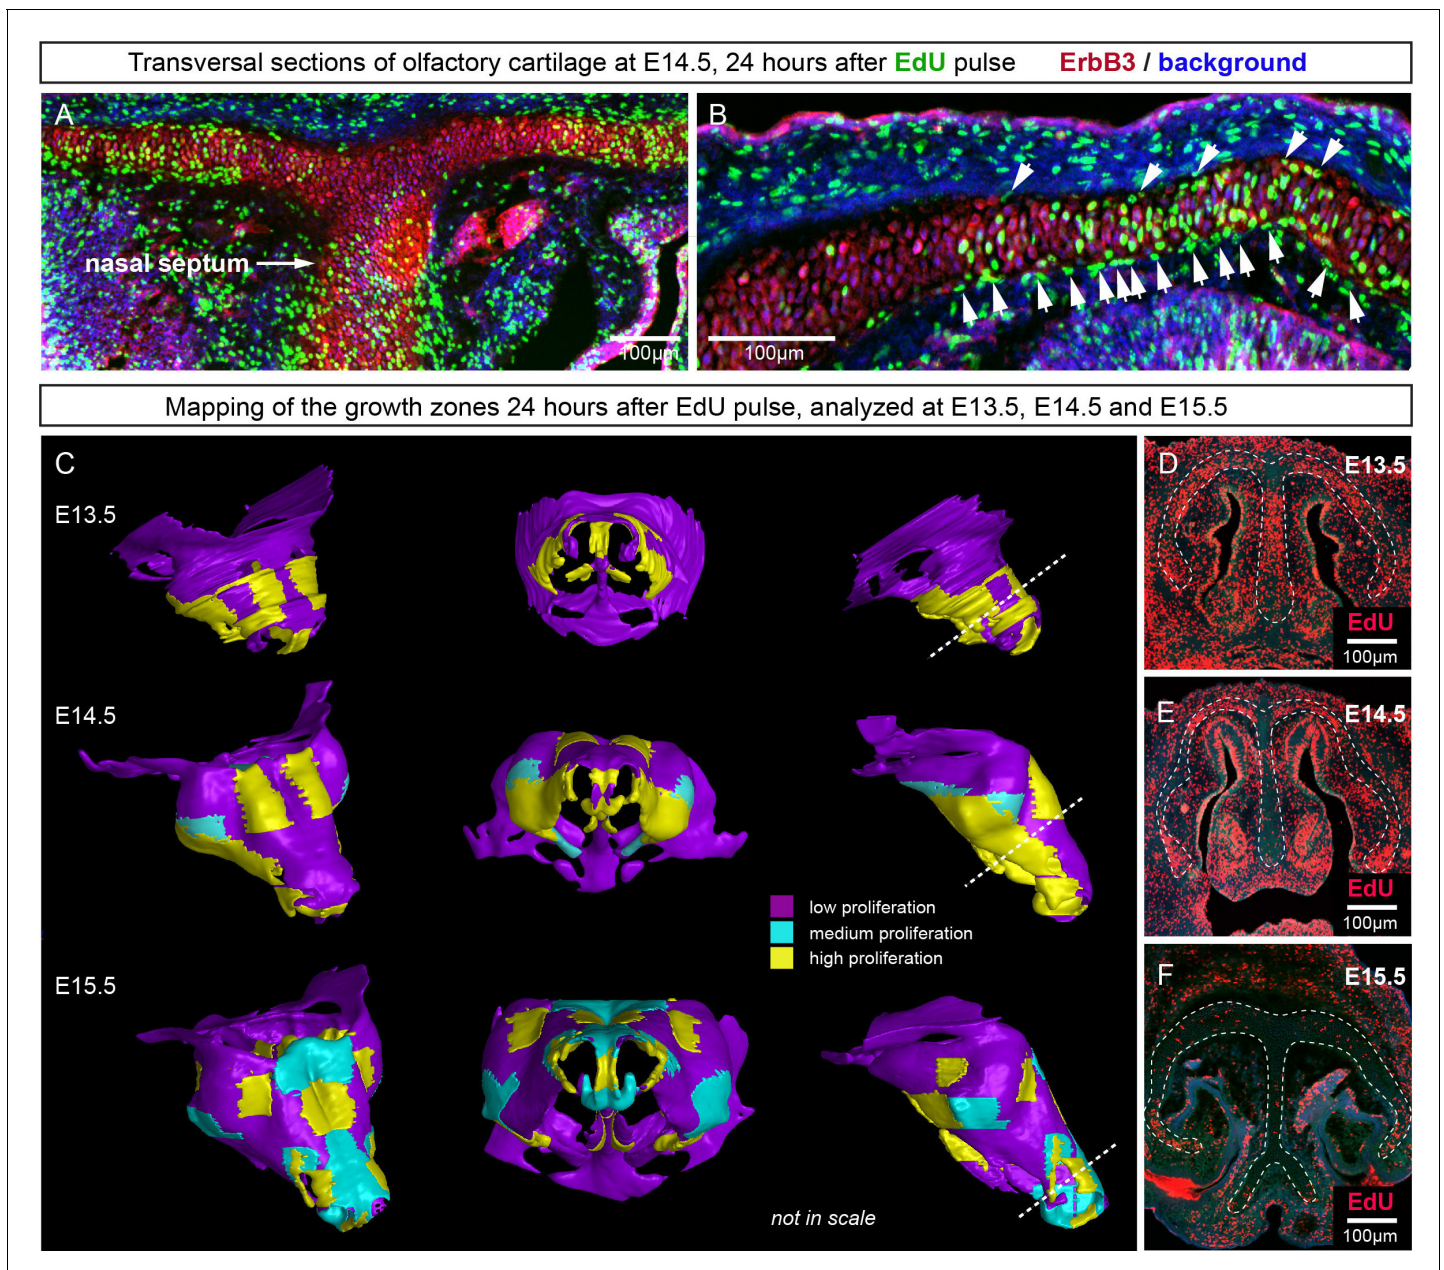 Transversal sections of olfactory cartilage at E14.5, 24 hours after EdU pulse ErbB3 / background
A
nasal septum
100µm
B
100µm
Mapping of the growth zones 24 hours after EdU pulse, analyzed at E13.5, E14.5 and E15.5
C
E13.5
E14.5
low proliferation
medium proliferation
high proliferation
E15.5
not in scale
D
E13.5
EdU
100µm
E
E14.5
EdU
100µm
F
E15.5
EdU
100µm